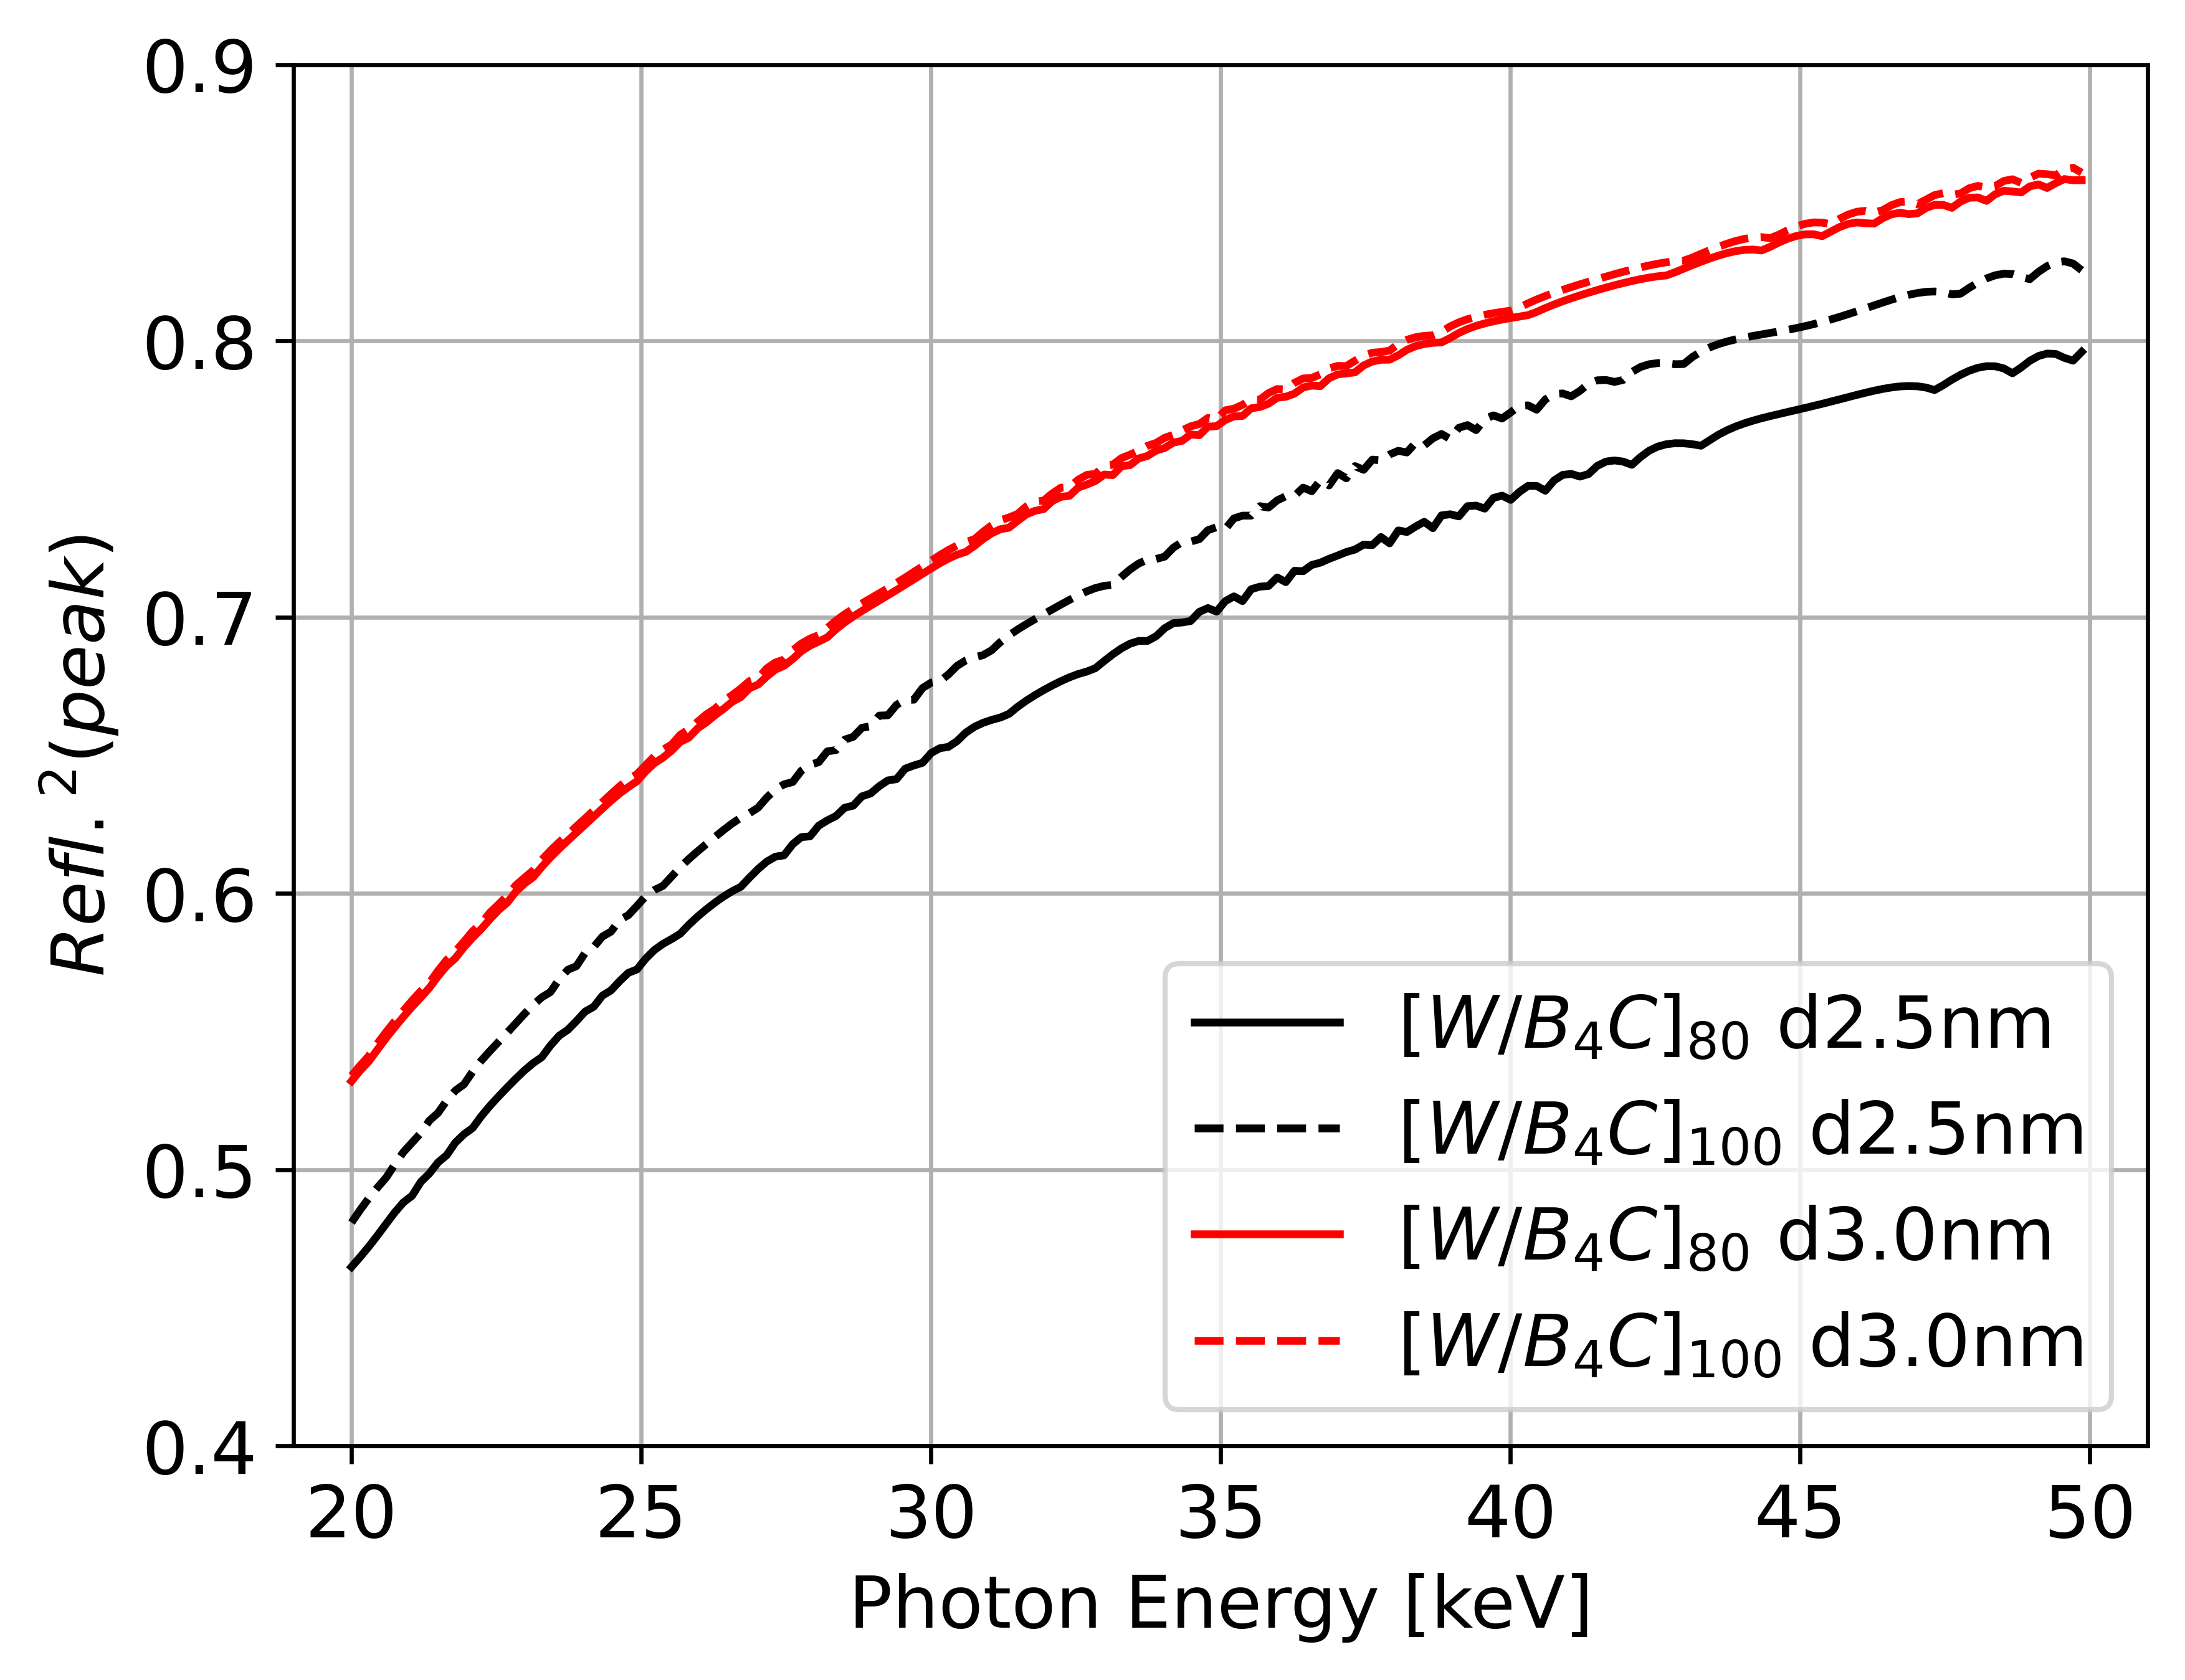 0.9
0.8
0.7
0.6
0.5
0.4
Refl.²(peak)
[W/B₄C]₈₀ d2.5nm
[W/B₄C]₁₀₀ d2.5nm
[W/B₄C]₈₀ d3.0nm
[W/B₄C]₁₀₀ d3.0nm
20 25 30 35 40 45 50
Photon Energy [keV]